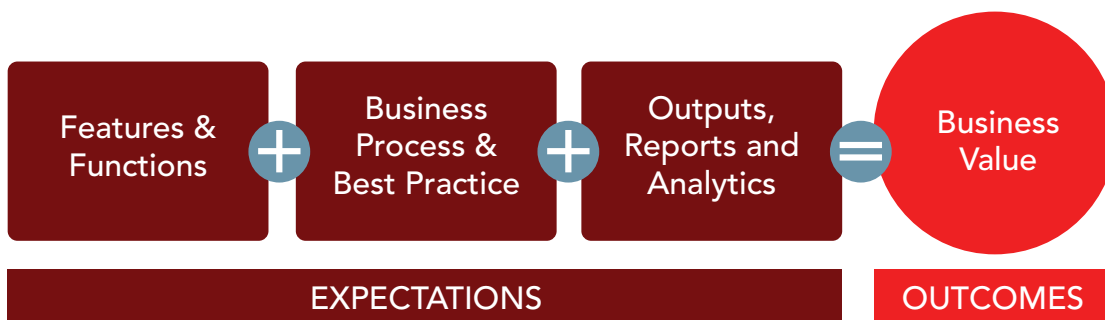 Features &
Functions
+
Business
Process &
Best Practice
+
Outputs,
Reports and
Analytics
=
Business
Value
EXPECTATIONS
OUTCOMES